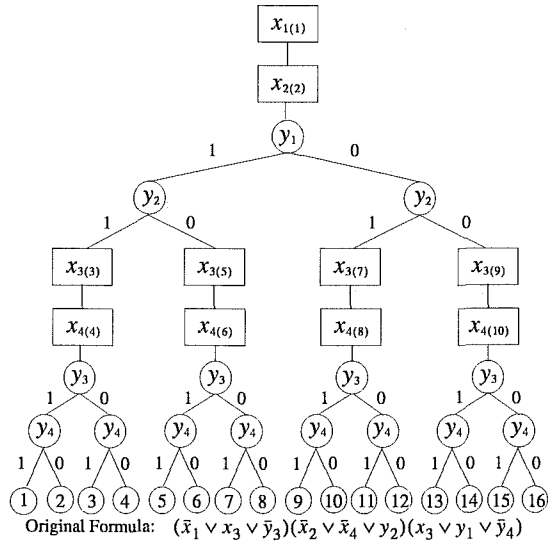 x₁₍₁₎
x₂₍₂₎
y₁
1 0
y₂ y₂
1 0 1 0
x₃₍₃₎ x₃₍₅₎ x₃₍₇₎ x₃₍₉₎
x₄₍₄₎ x₄₍₆₎ x₄₍₈₎ x₄₍₁₀₎
y₃ y₃ y₃ y₃
1 0 1 0 1 0 1 0
y₄ y₄ y₄ y₄ y₄ y₄ y₄ y₄
1 0 1 0 1 0 1 0 1 0 1 0 1 0 1 0
1 2 3 4 5 6 7 8 9 10 11 12 13 14 15 16
Original Formula: (x̄₁ ∨ x₃ ∨ ȳ₃)(x̄₂ ∨ x̄₄ ∨ y₂)(x₃ ∨ y₁ ∨ ȳ₄)